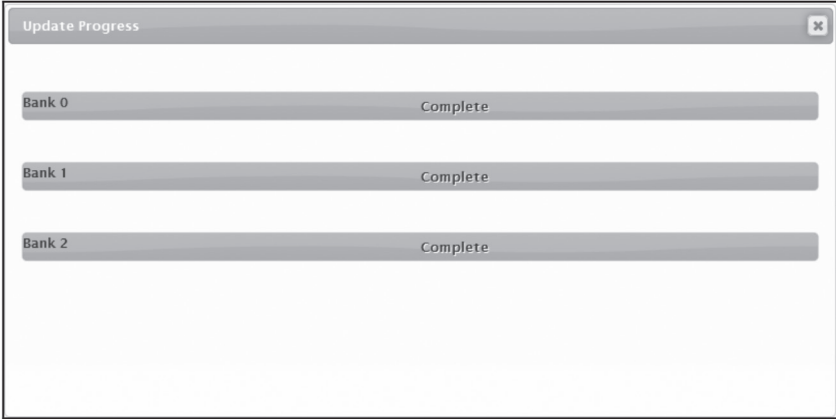 Update Progress
Bank 0 Complete
Bank 1 Complete
Bank 2 Complete